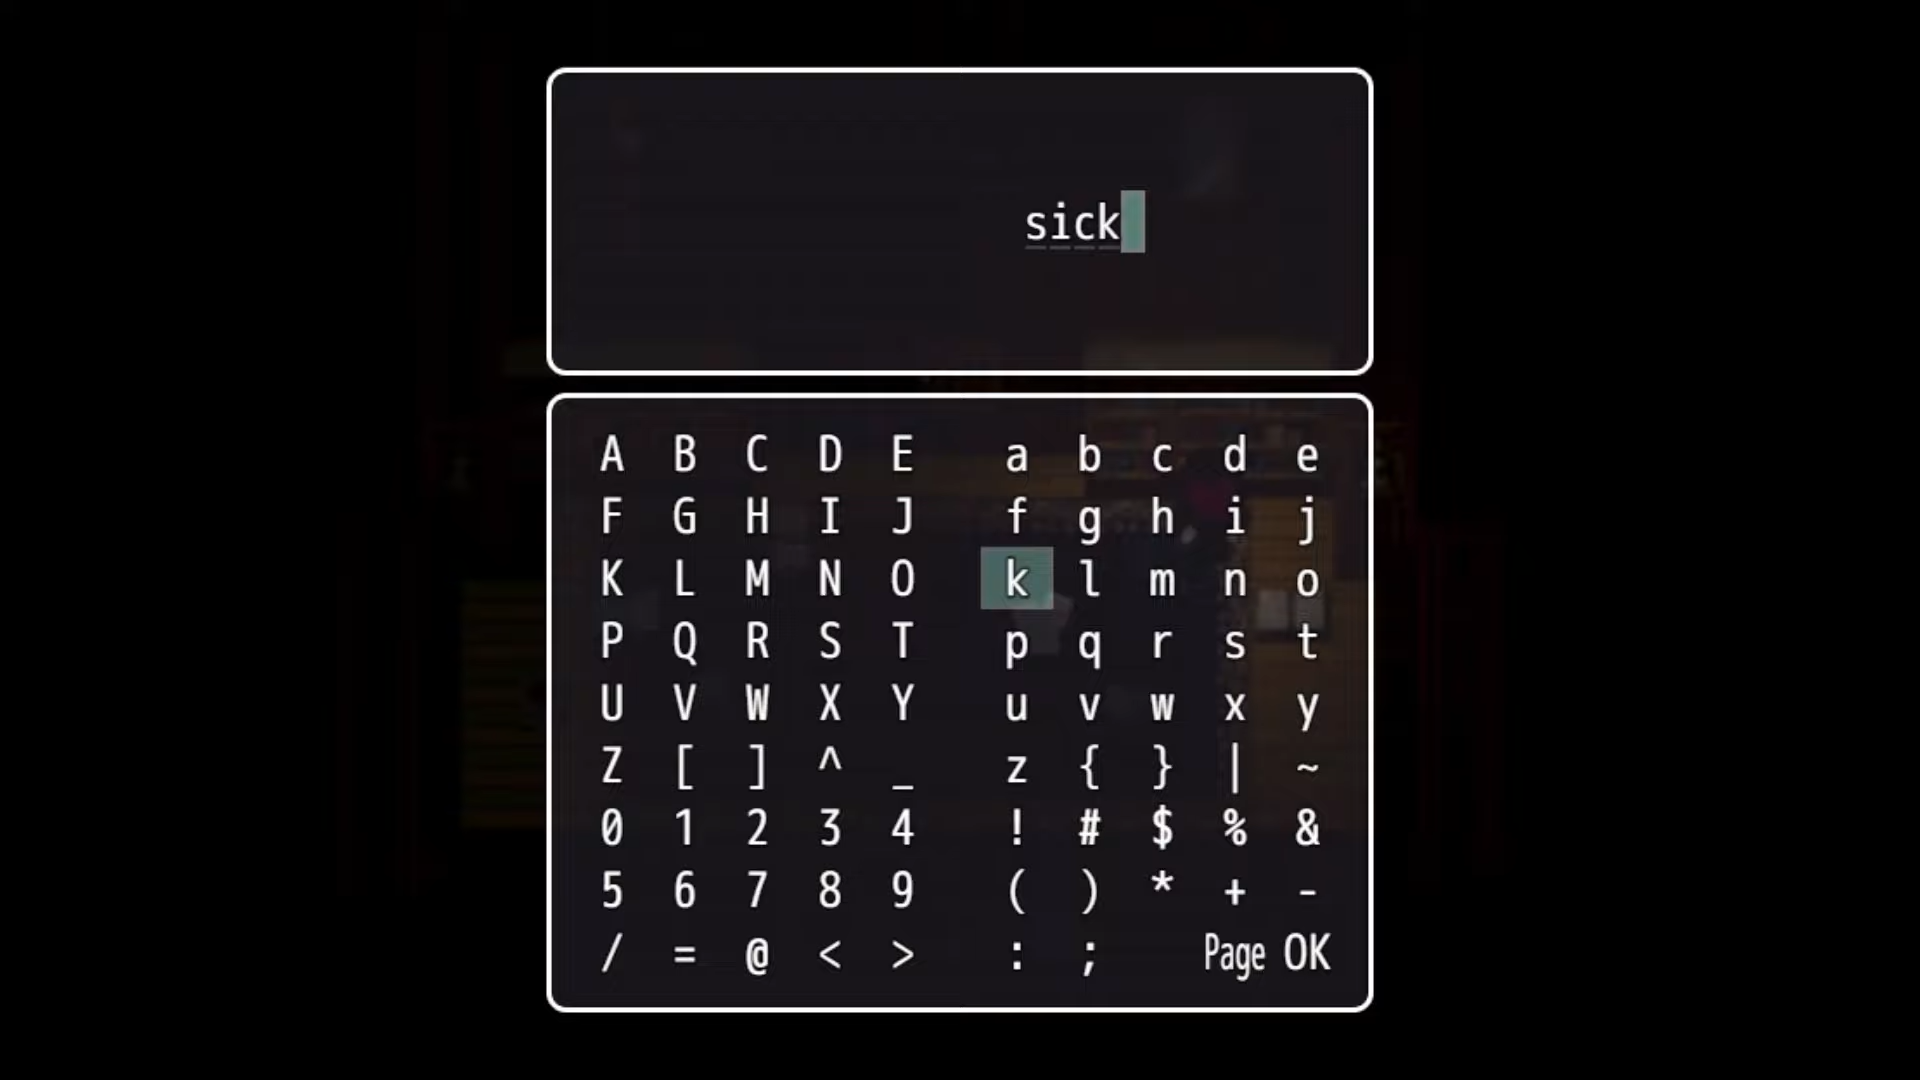 sick
A B C D E a b c d e
F G H I J f g h i j
K L M N O k l m n o
P Q R S T p q r s t
U V W X Y u v w x y
Z [ ] ^ _ z { } | ~
0 1 2 3 4 ! # $ % &
5 6 7 8 9 ( ) * + -
/ = @ < > : ; Page OK